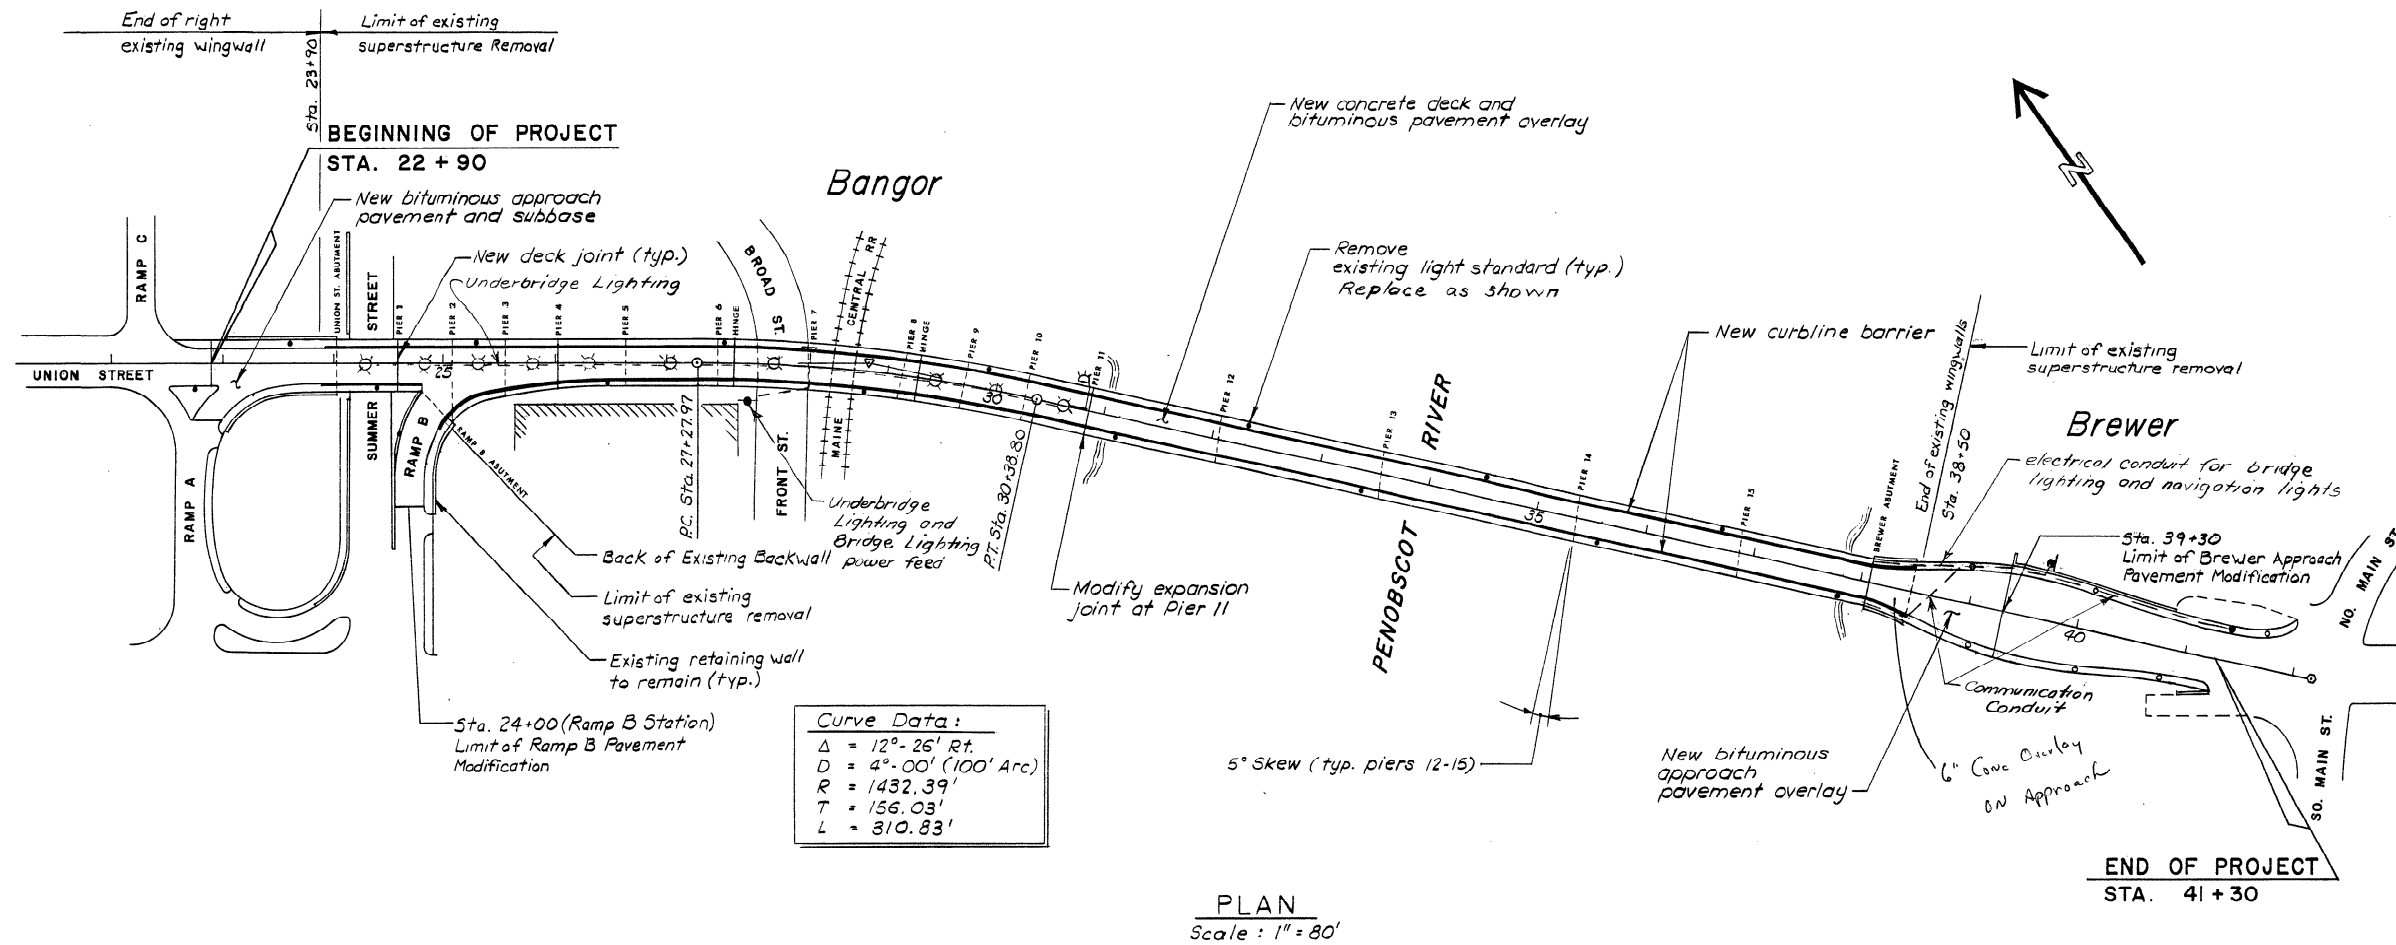 End of right
existing wingwall
Limit of existing
superstructure Removal
Sta. 23+90
BEGINNING OF PROJECT
STA. 22 + 90
New bituminous approach
pavement and subbase
New deck joint (typ.)
Underbridge Lighting
Bangor
New concrete deck and
bituminous pavement overlay
Remove
existing light standard (typ.)
Replace as shown
New curbline barrier
Limit of existing
superstructure removal
Brewer
N
RAMP C
UNION ST. ABUTMENT
STREET
PIER 1
PIER 2
PIER 3
PIER 4
PIER 5
PIER 6
HINGE
BROAD ST.
PIER 7
CENTRAL RR
PIER 8
HINGE
PIER 9
PIER 10
PIER 11
PIER 12
PIER 13
PIER 14
PIER 15
BREWER ABUTMENT
End of existing wingwalls
Sta. 38+50
UNION STREET
25
30
35
40
RAMP A
SUMMER
RAMP B
RAMP B ABUTMENT
P.C. Sta. 27+27.97
FRONT ST.
MAINE
P.T. Sta. 30+38.80
RIVER
PENOBSCOT
electrical conduit for bridge
lighting and navigation lights
Sta. 39+30
Limit of Brewer Approach
Pavement Modification
NO. MAIN ST.
SO. MAIN ST.
Underbridge
Lighting and
Bridge Lighting
power feed
Back of Existing Backwall
Limit of existing
superstructure removal
Modify expansion
joint at Pier 11
Existing retaining wall
to remain (typ.)
Sta. 24+00 (Ramp B Station)
Limit of Ramp B Pavement
Modification
Communication
Conduit
Curve Data:
Δ = 12°-26' Rt.
D = 4°-00' (100' Arc)
R = 1432.39'
T = 156.03'
L = 310.83'
5° Skew (typ. piers 12-15)
New bituminous
approach
pavement overlay
6" Conc Overlay
ON Approach
END OF PROJECT
STA. 41 + 30
PLAN
Scale : 1" = 80'